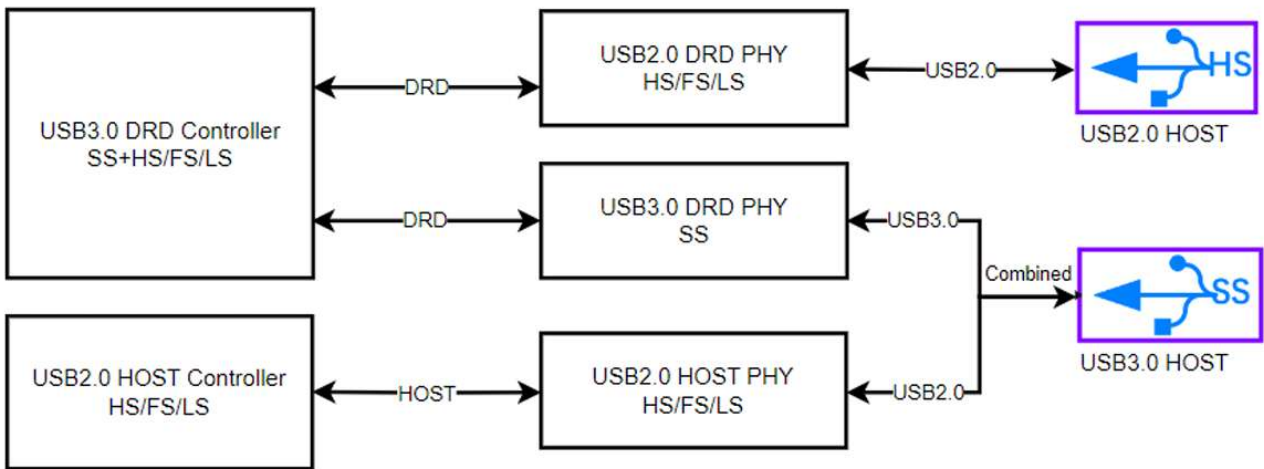 USB3.0 DRD Controller
SS+HS/FS/LS
DRD
USB2.0 DRD PHY
HS/FS/LS
USB2.0
HS
USB2.0 HOST
DRD
USB3.0 DRD PHY
SS
USB3.0
Combined
SS
USB3.0 HOST
USB2.0 HOST Controller
HS/FS/LS
HOST
USB2.0 HOST PHY
HS/FS/LS
USB2.0